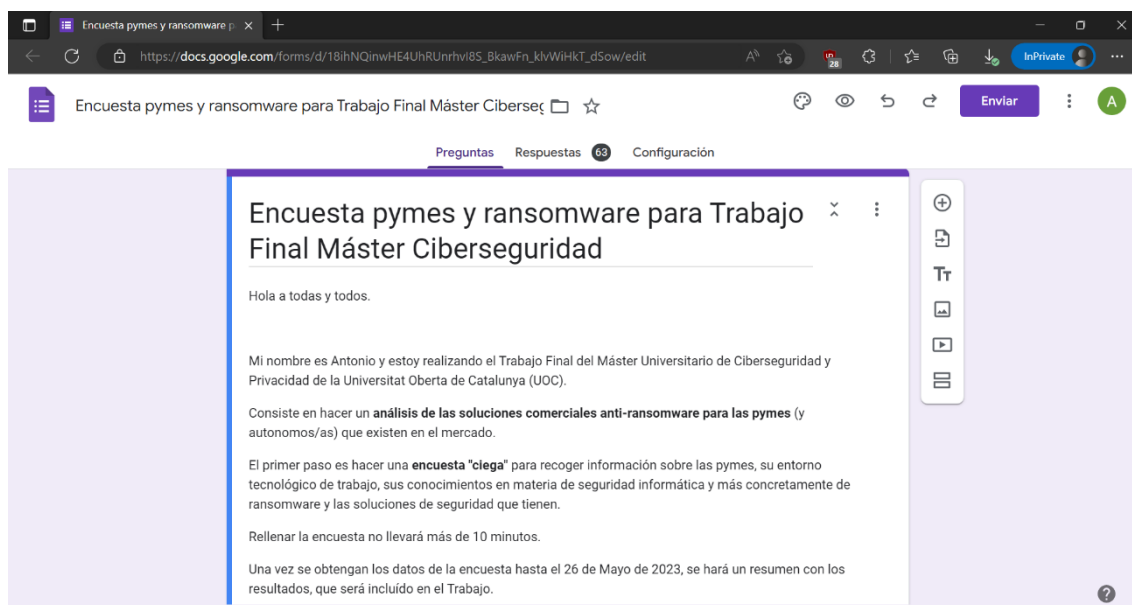 Encuesta pymes y ransomware p
https://docs.google.com/forms/d/18ihNQinwHE4UhRUnrhvI8S_BkawFn_klvWiHkT_dSow/edit
28
InPrivate
Encuesta pymes y ransomware para Trabajo Final Máster Ciberseg
Enviar
A
Preguntas Respuestas 63 Configuración
Encuesta pymes y ransomware para Trabajo
Final Máster Ciberseguridad
Hola a todas y todos.
Mi nombre es Antonio y estoy realizando el Trabajo Final del Máster Universitario de Ciberseguridad y
Privacidad de la Universitat Oberta de Catalunya (UOC).
Consiste en hacer un análisis de las soluciones comerciales anti-ransomware para las pymes (y
autonomos/as) que existen en el mercado.
El primer paso es hacer una encuesta "ciega" para recoger información sobre las pymes, su entorno
tecnológico de trabajo, sus conocimientos en materia de seguridad informática y más concretamente de
ransomware y las soluciones de seguridad que tienen.
Rellenar la encuesta no llevará más de 10 minutos.
Una vez se obtengan los datos de la encuesta hasta el 26 de Mayo de 2023, se hará un resumen con los
resultados, que será incluído en el Trabajo.